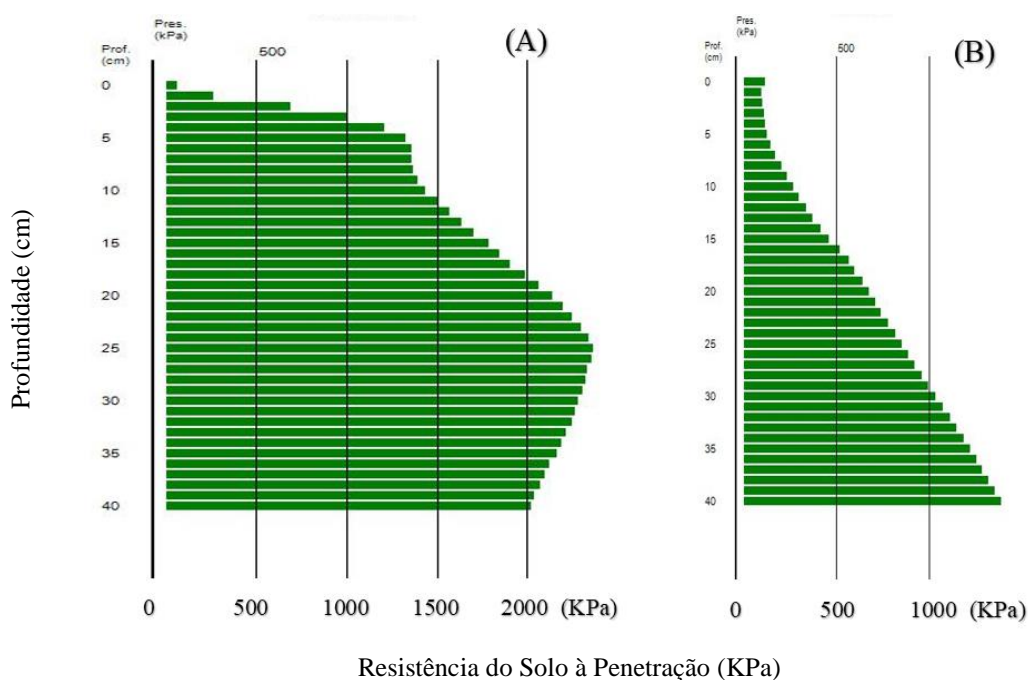 Pres.
(kPa)
Prof.
(cm)
500
(A)
0
5
10
15
20
25
30
35
40
0 500 1000 1500 2000 (KPa)
Pres.
(kPa)
Prof.
(cm)
500
(B)
0
5
10
15
20
25
30
35
40
0 500 1000 (KPa)
Profundidade (cm)
Resistência do Solo à Penetração (KPa)